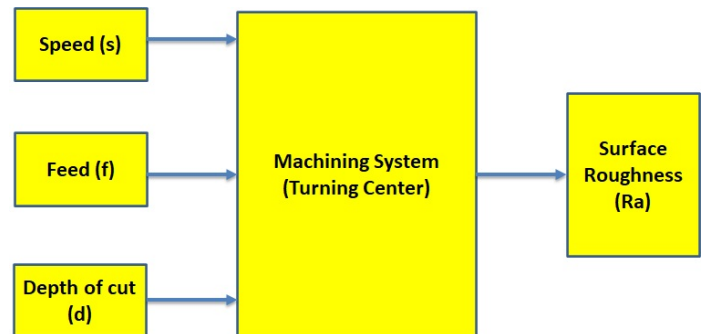 Speed (s)
Feed (f)
Depth of cut
(d)
Machining System
(Turning Center)
Surface
Roughness
(Ra)